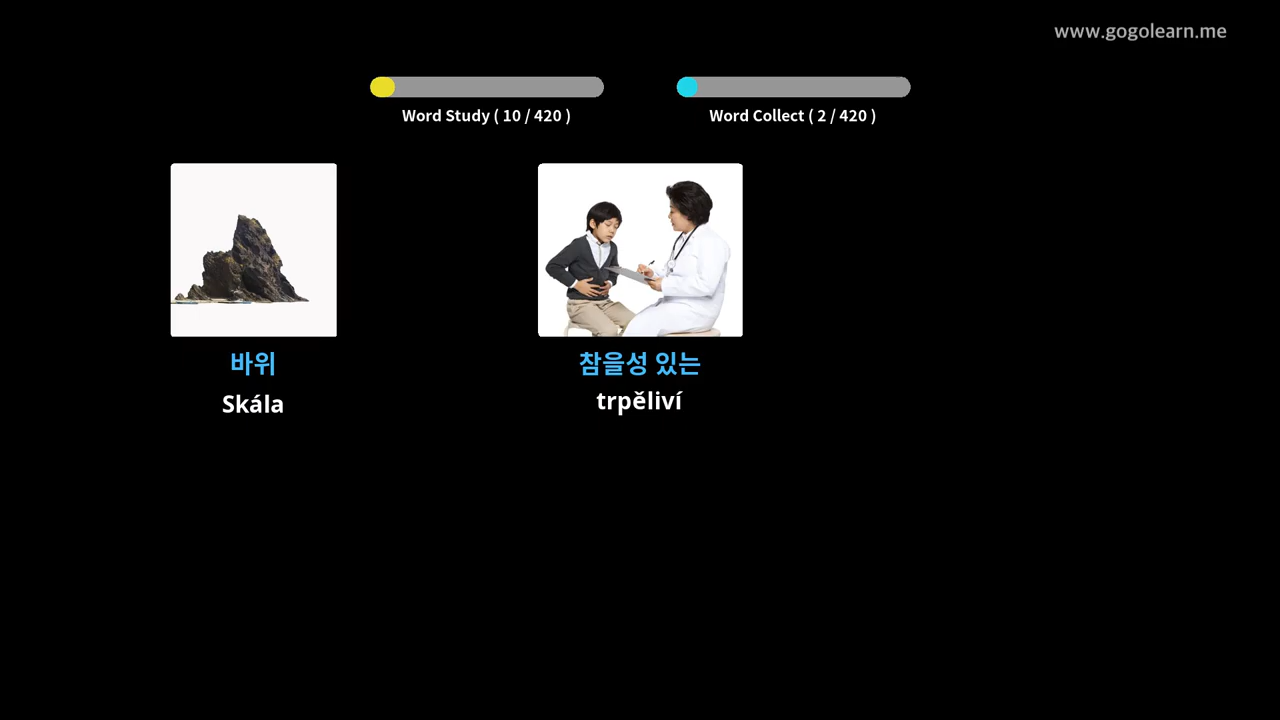 www.gogolearn.me
Word Study ( 10 / 420 )
Word Collect ( 2 / 420 )
바위
Skála
참을성 있는
trpěliví